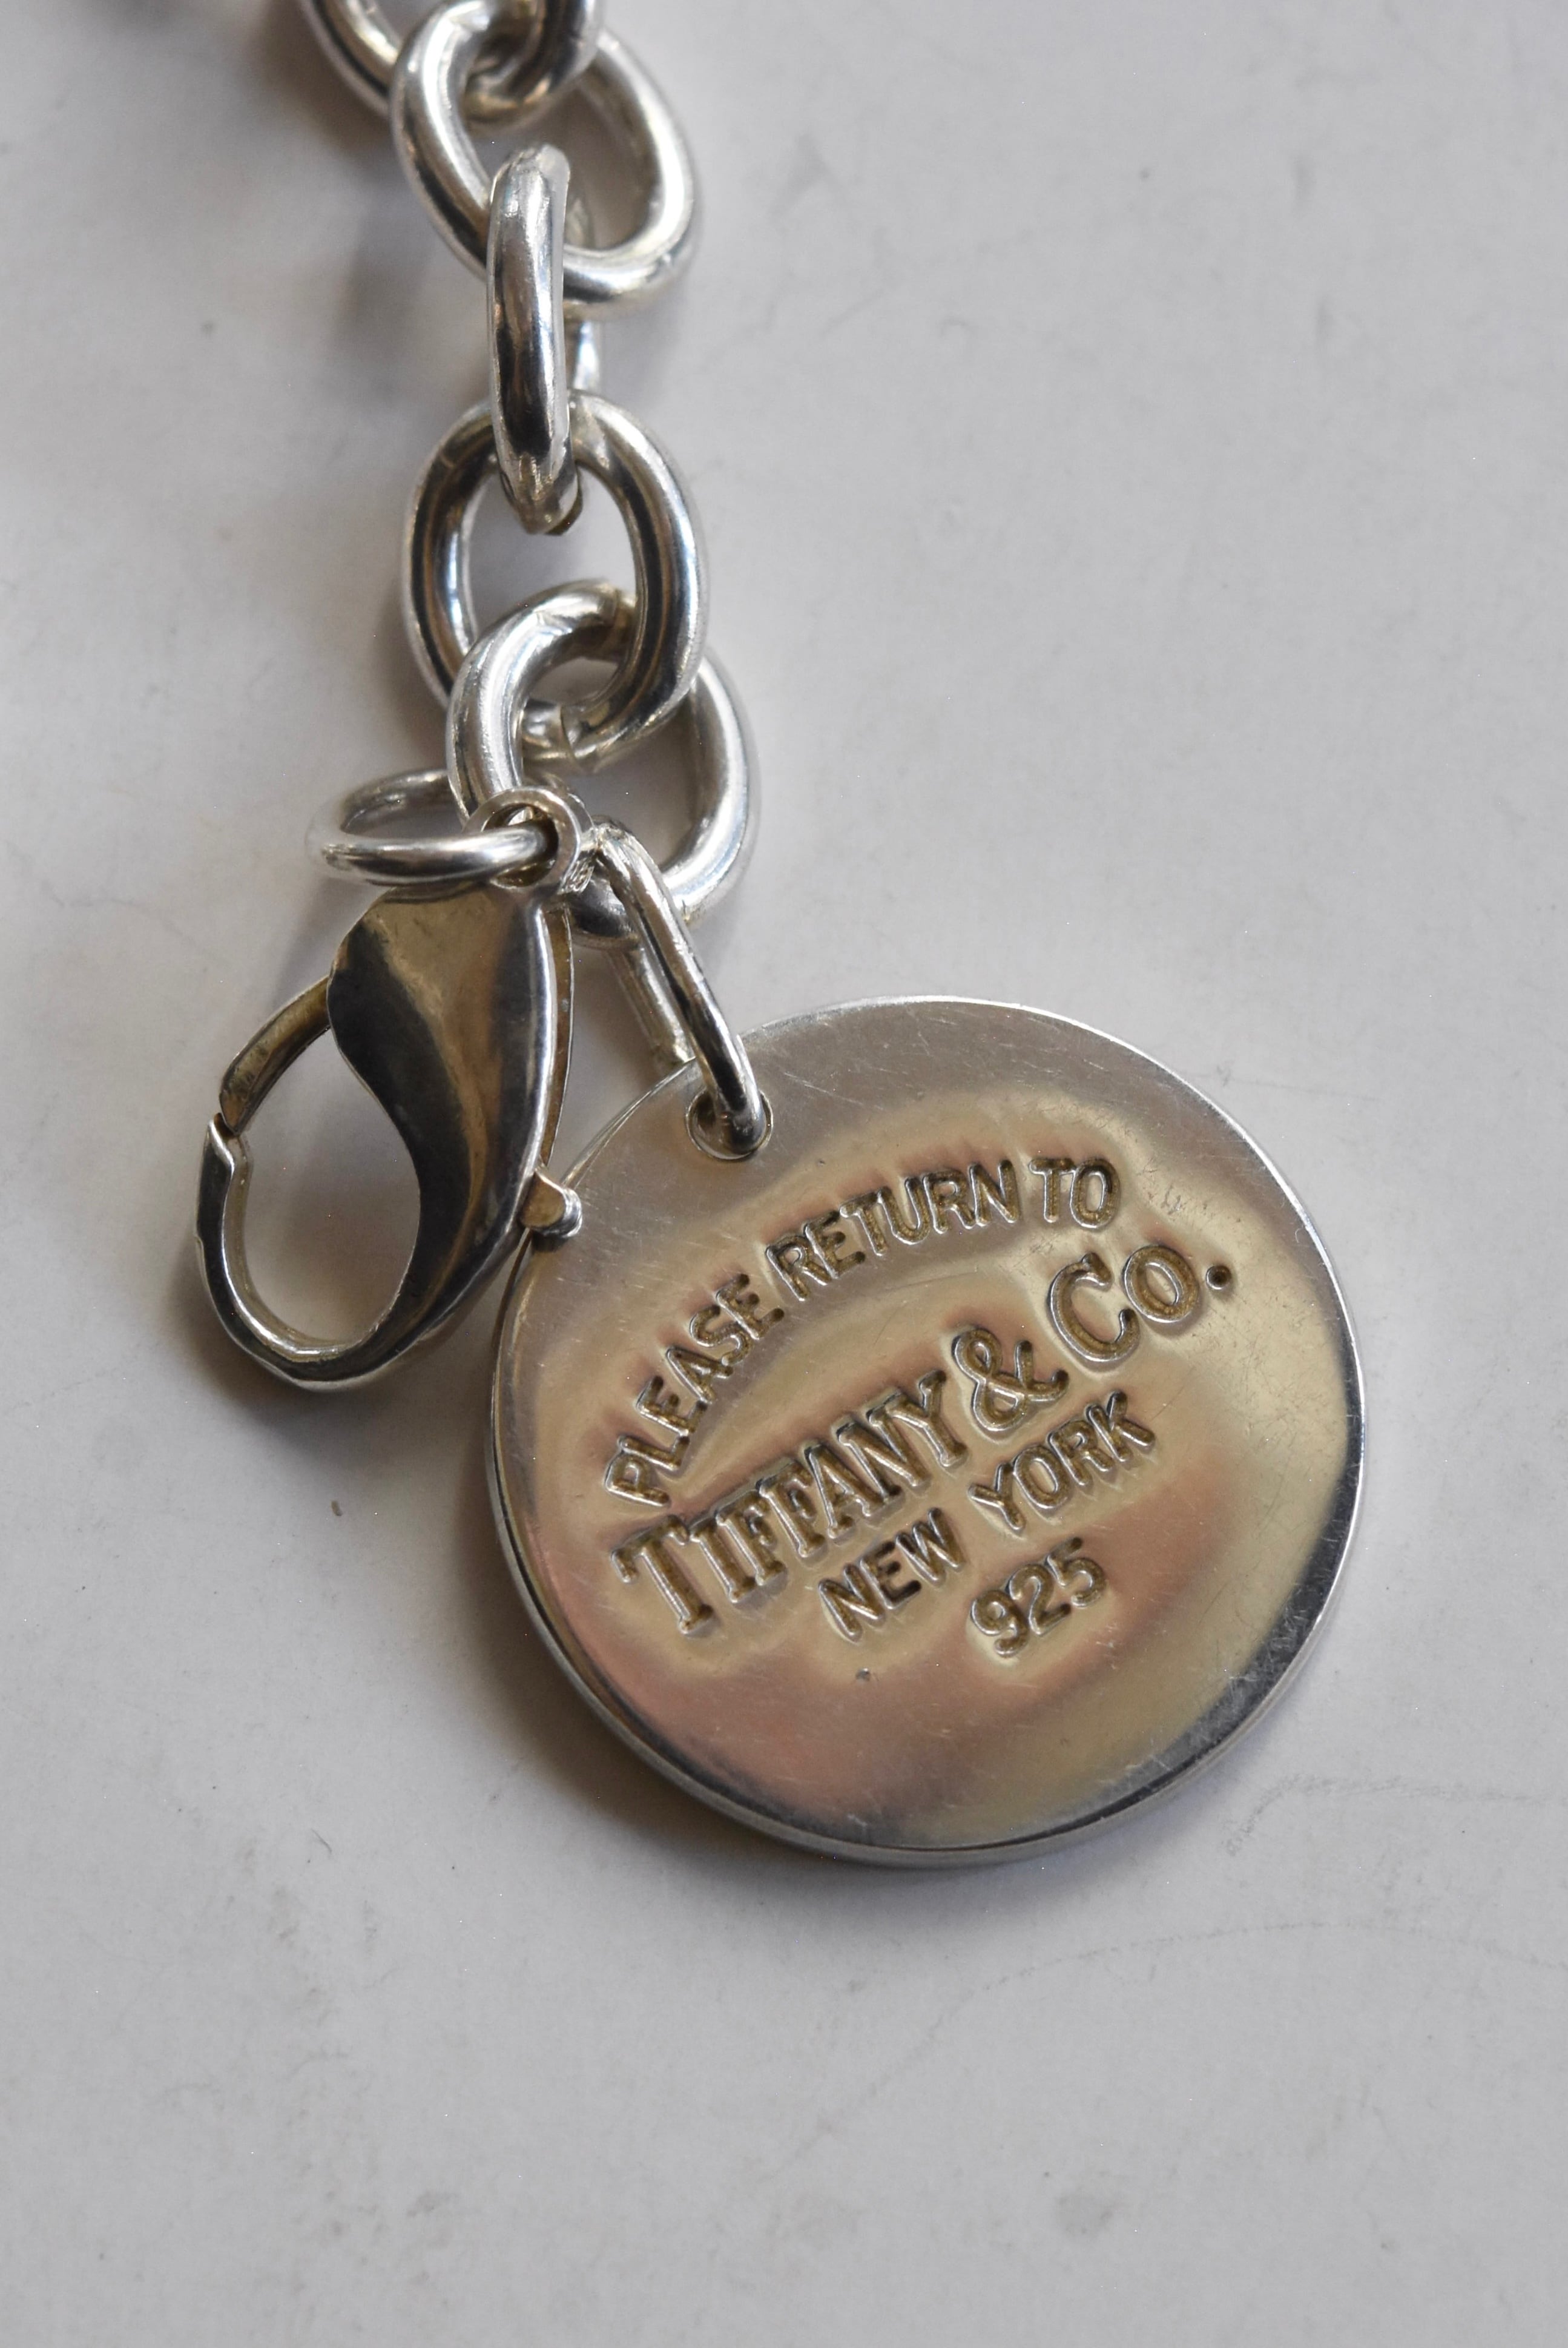 PLEASE RETURN TO
TIFFANY & CO.
NEW YORK
925